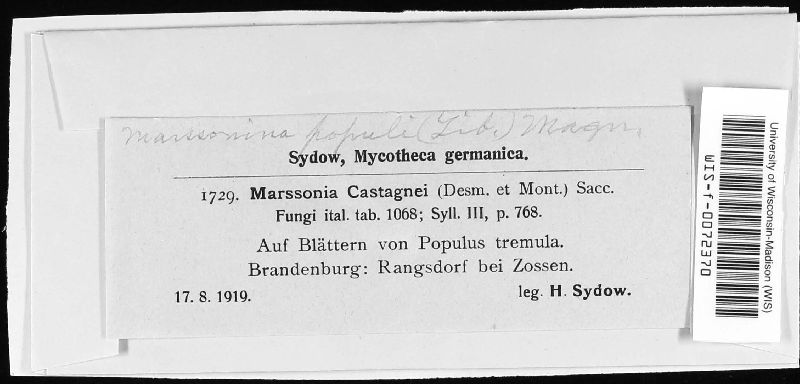 Marssonina populi (Lib.) Magn.
Sydow, Mycotheca germanica.
1729. Marssonia Castagnei (Desm. et Mont.) Sacc.
Fungi ital. tab. 1068; Syll. III, p. 768.
Auf Blättern von Populus tremula.
Brandenburg: Rangsdorf bei Zossen.
17. 8. 1919. leg. H. Sydow.
University of Wisconsin-Madison (WIS)
WIS-f-0072370